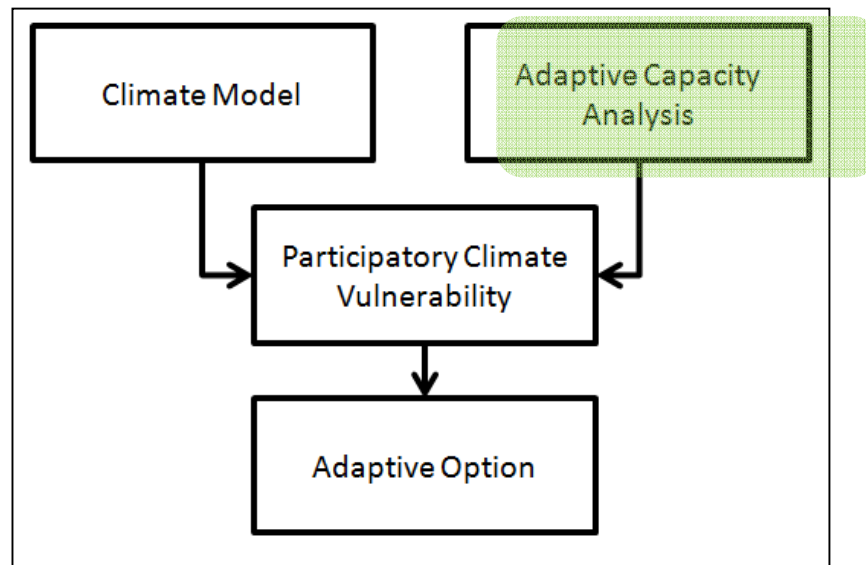 Climate Model
Adaptive Capacity
Analysis
Participatory Climate
Vulnerability
Adaptive Option